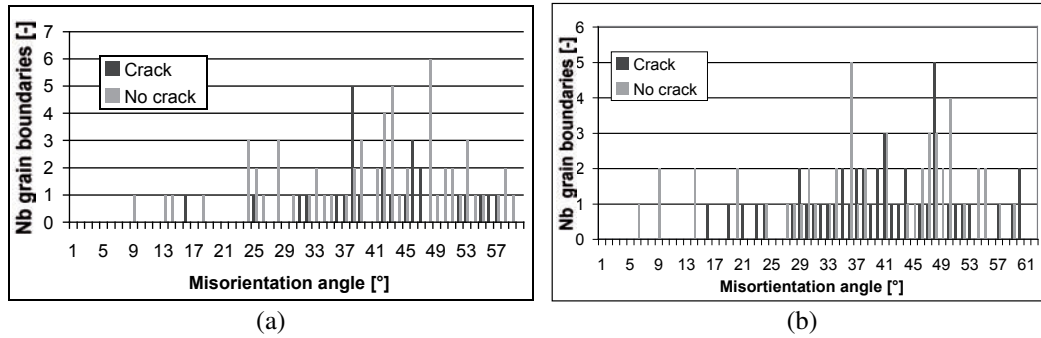 Nb grain boundaries [-]
7
6
5
4
3
2
1
0
Crack
No crack
1 5 9 13 17 21 25 29 33 37 41 45 49 53 57
Misorientation angle [°]
(a)
Nb grain boundaries [-]
6
5
4
3
2
1
0
Crack
No crack
1 5 9 13 17 21 25 29 33 37 41 45 49 53 57 61
Misortientation angle [°]
(b)